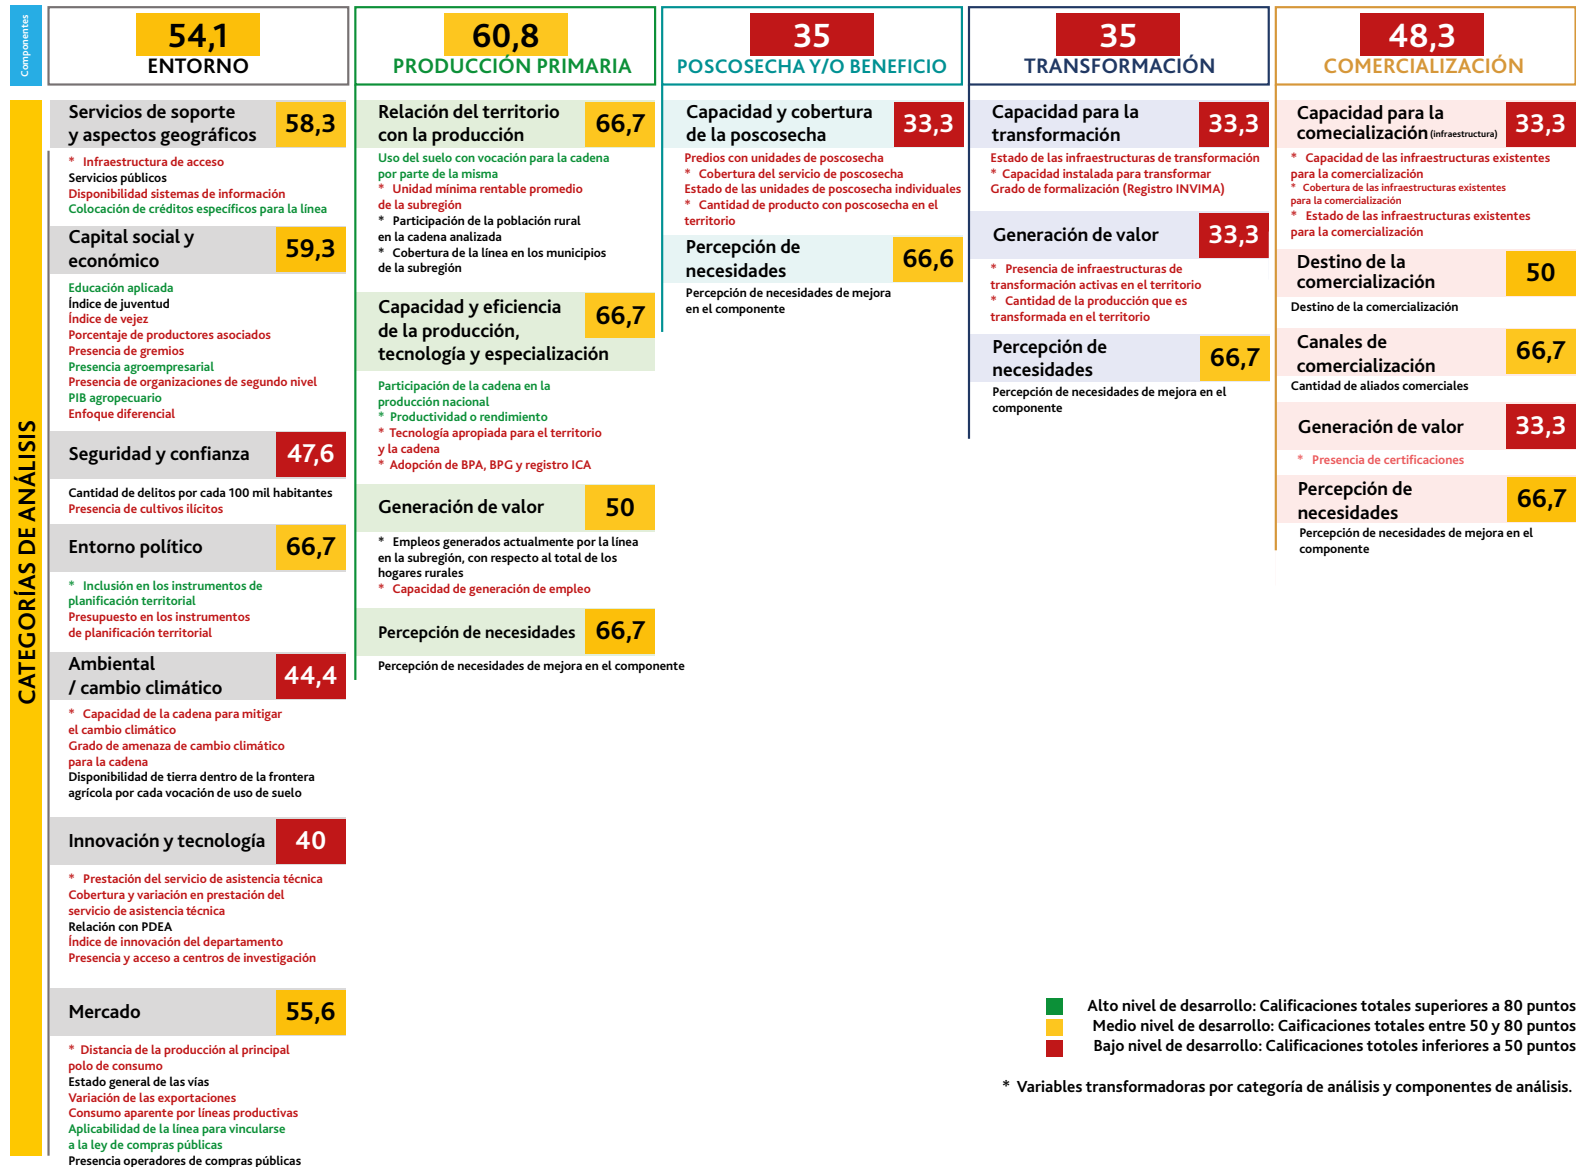 Componentes
54,1
ENTORNO
60,8
PRODUCCIÓN PRIMARIA
35
POSCOSECHA Y/O BENEFICIO
35
TRANSFORMACIÓN
48,3
COMERCIALIZACIÓN
CATEGORÍAS DE ANÁLISIS
Servicios de soporte
y aspectos geográficos
58,3
* Infraestructura de acceso
Servicios públicos
Disponibilidad sistemas de información
Colocación de créditos específicos para la línea
Capital social y
económico
59,3
Educación aplicada
Índice de juventud
Índice de vejez
Porcentaje de productores asociados
Presencia de gremios
Presencia agroempresarial
Presencia de organizaciones de segundo nivel
PIB agropecuario
Enfoque diferencial
Seguridad y confianza
47,6
Cantidad de delitos por cada 100 mil habitantes
Presencia de cultivos ilícitos
Entorno político
66,7
* Inclusión en los instrumentos de
planificación territorial
Presupuesto en los instrumentos
de planificación territorial
Ambiental
/ cambio climático
44,4
* Capacidad de la cadena para mitigar
el cambio climático
Grado de amenaza de cambio climático
para la cadena
Disponibilidad de tierra dentro de la frontera
agrícola por cada vocación de uso de suelo
Innovación y tecnología
40
* Prestación del servicio de asistencia técnica
Cobertura y variación en prestación del
servicio de asistencia técnica
Relación con PDEA
Índice de innovación del departamento
Presencia y acceso a centros de investigación
Mercado
55,6
* Distancia de la producción al principal
polo de consumo
Estado general de las vías
Variación de las exportaciones
Consumo aparente por líneas productivas
Aplicabilidad de la línea para vincularse
a la ley de compras públicas
Presencia operadores de compras públicas
Relación del territorio
con la producción
66,7
Uso del suelo con vocación para la cadena
por parte de la misma
* Unidad mínima rentable promedio
de la subregión
* Participación de la población rural
en la cadena analizada
* Cobertura de la línea en los municipios
de la subregión
Capacidad y eficiencia
de la producción,
tecnología y especialización
66,7
Participación de la cadena en la
producción nacional
* Productividad o rendimiento
* Tecnología apropiada para el territorio
y la cadena
* Adopción de BPA, BPG y registro ICA
Generación de valor
50
* Empleos generados actualmente por la línea
en la subregión, con respecto al total de los
hogares rurales
* Capacidad de generación de empleo
Percepción de necesidades
66,7
Percepción de necesidades de mejora en el componente
Capacidad y cobertura
de la poscosecha
33,3
Predios con unidades de poscosecha
* Cobertura del servicio de poscosecha
Estado de las unidades de poscosecha individuales
* Cantidad de producto con poscosecha en el
territorio
Percepción de
necesidades
66,6
Percepción de necesidades de mejora
en el componente
Capacidad para la
transformación
33,3
Estado de las infraestructuras de transformación
* Capacidad instalada para transformar
Grado de formalización (Registro INVIMA)
Generación de valor
33,3
* Presencia de infraestructuras de
transformación activas en el territorio
* Cantidad de la producción que es
transformada en el territorio
Percepción de
necesidades
66,7
Percepción de necesidades de mejora en el
componente
Capacidad para la
comecialización (infraestructura)
33,3
* Capacidad de las infraestructuras existentes
para la comercialización
* Cobertura de las infraestructuras existentes
para la comercialización
* Estado de las infraestructuras existentes
para la comercialización
Destino de la
comercialización
50
Destino de la comercialización
Canales de
comercialización
66,7
Cantidad de aliados comerciales
Generación de valor
33,3
* Presencia de certificaciones
Percepción de
necesidades
66,7
Percepción de necesidades de mejora en el
componente
Alto nivel de desarrollo: Calificaciones totales superiores a 80 puntos
Medio nivel de desarrollo: Caificaciones totales entre 50 y 80 puntos
Bajo nivel de desarrollo: Calificaciones totoles inferiores a 50 puntos
* Variables transformadoras por categoría de análisis y componentes de análisis.